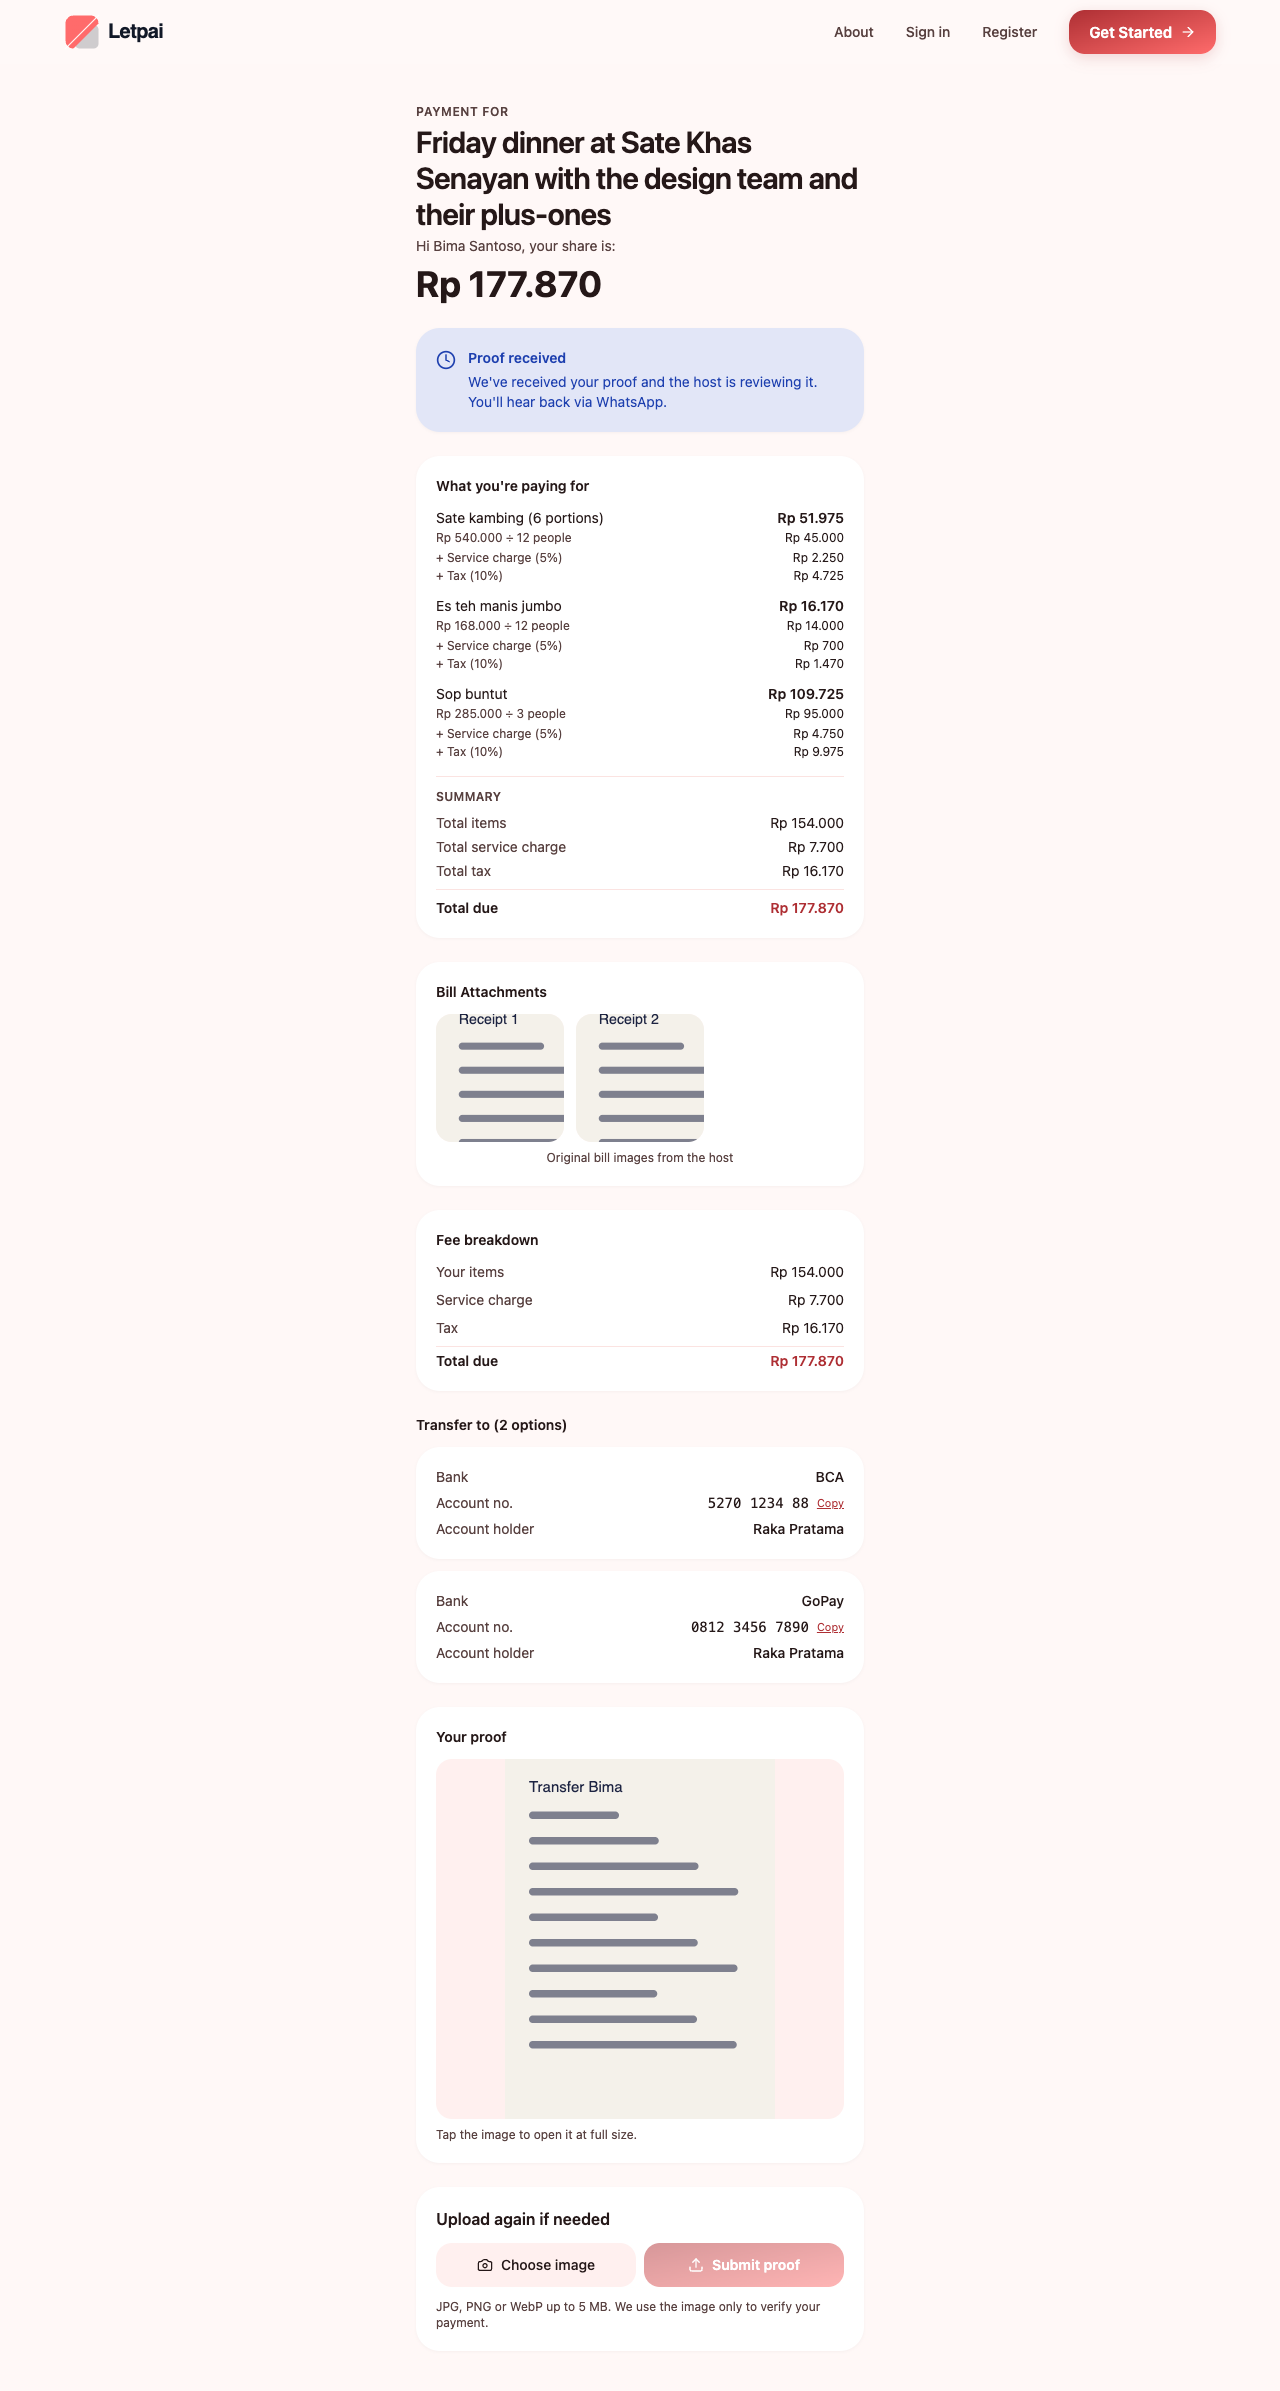 Letpai
About
Sign in
Register
Get Started
PAYMENT FOR
Friday dinner at Sate Khas
Senayan with the design team and
their plus-ones
Hi Bima Santoso, your share is:
Rp 177.870
Proof received
We've received your proof and the host is reviewing it.
You'll hear back via WhatsApp.
What you're paying for
Sate kambing (6 portions) Rp 51.975
Rp 540.000 ÷ 12 people Rp 45.000
+ Service charge (5%) Rp 2.250
+ Tax (10%) Rp 4.725
Es teh manis jumbo Rp 16.170
Rp 168.000 ÷ 12 people Rp 14.000
+ Service charge (5%) Rp 700
+ Tax (10%) Rp 1.470
Sop buntut Rp 109.725
Rp 285.000 ÷ 3 people Rp 95.000
+ Service charge (5%) Rp 4.750
+ Tax (10%) Rp 9.975
SUMMARY
Total items Rp 154.000
Total service charge Rp 7.700
Total tax Rp 16.170
Total due Rp 177.870
Bill Attachments
Receipt 1
Receipt 2
Original bill images from the host
Fee breakdown
Your items Rp 154.000
Service charge Rp 7.700
Tax Rp 16.170
Total due Rp 177.870
Transfer to (2 options)
Bank BCA
Account no. 5270 1234 88 Copy
Account holder Raka Pratama
Bank GoPay
Account no. 0812 3456 7890 Copy
Account holder Raka Pratama
Your proof
Transfer Bima
Tap the image to open it at full size.
Upload again if needed
Choose image
Submit proof
JPG, PNG or WebP up to 5 MB. We use the image only to verify your
payment.